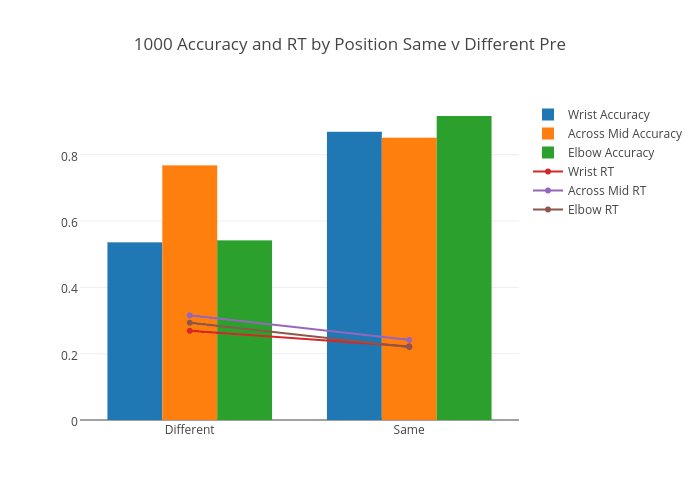 1000 Accuracy and RT by Position Same v Different Pre
Wrist Accuracy
Across Mid Accuracy
Elbow Accuracy
Wrist RT
Across Mid RT
Elbow RT
0.8
0.6
0.4
0.2
0
Different
Same